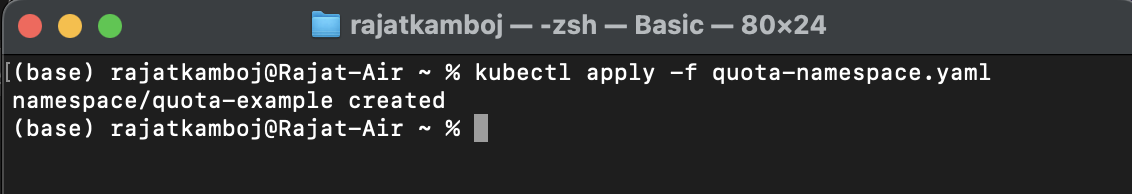 rajatkamboj — -zsh — Basic — 80×24
[(base) rajatkamboj@Rajat-Air ~ % kubectl apply -f quota-namespace.yaml
namespace/quota-example created
(base) rajatkamboj@Rajat-Air ~ %